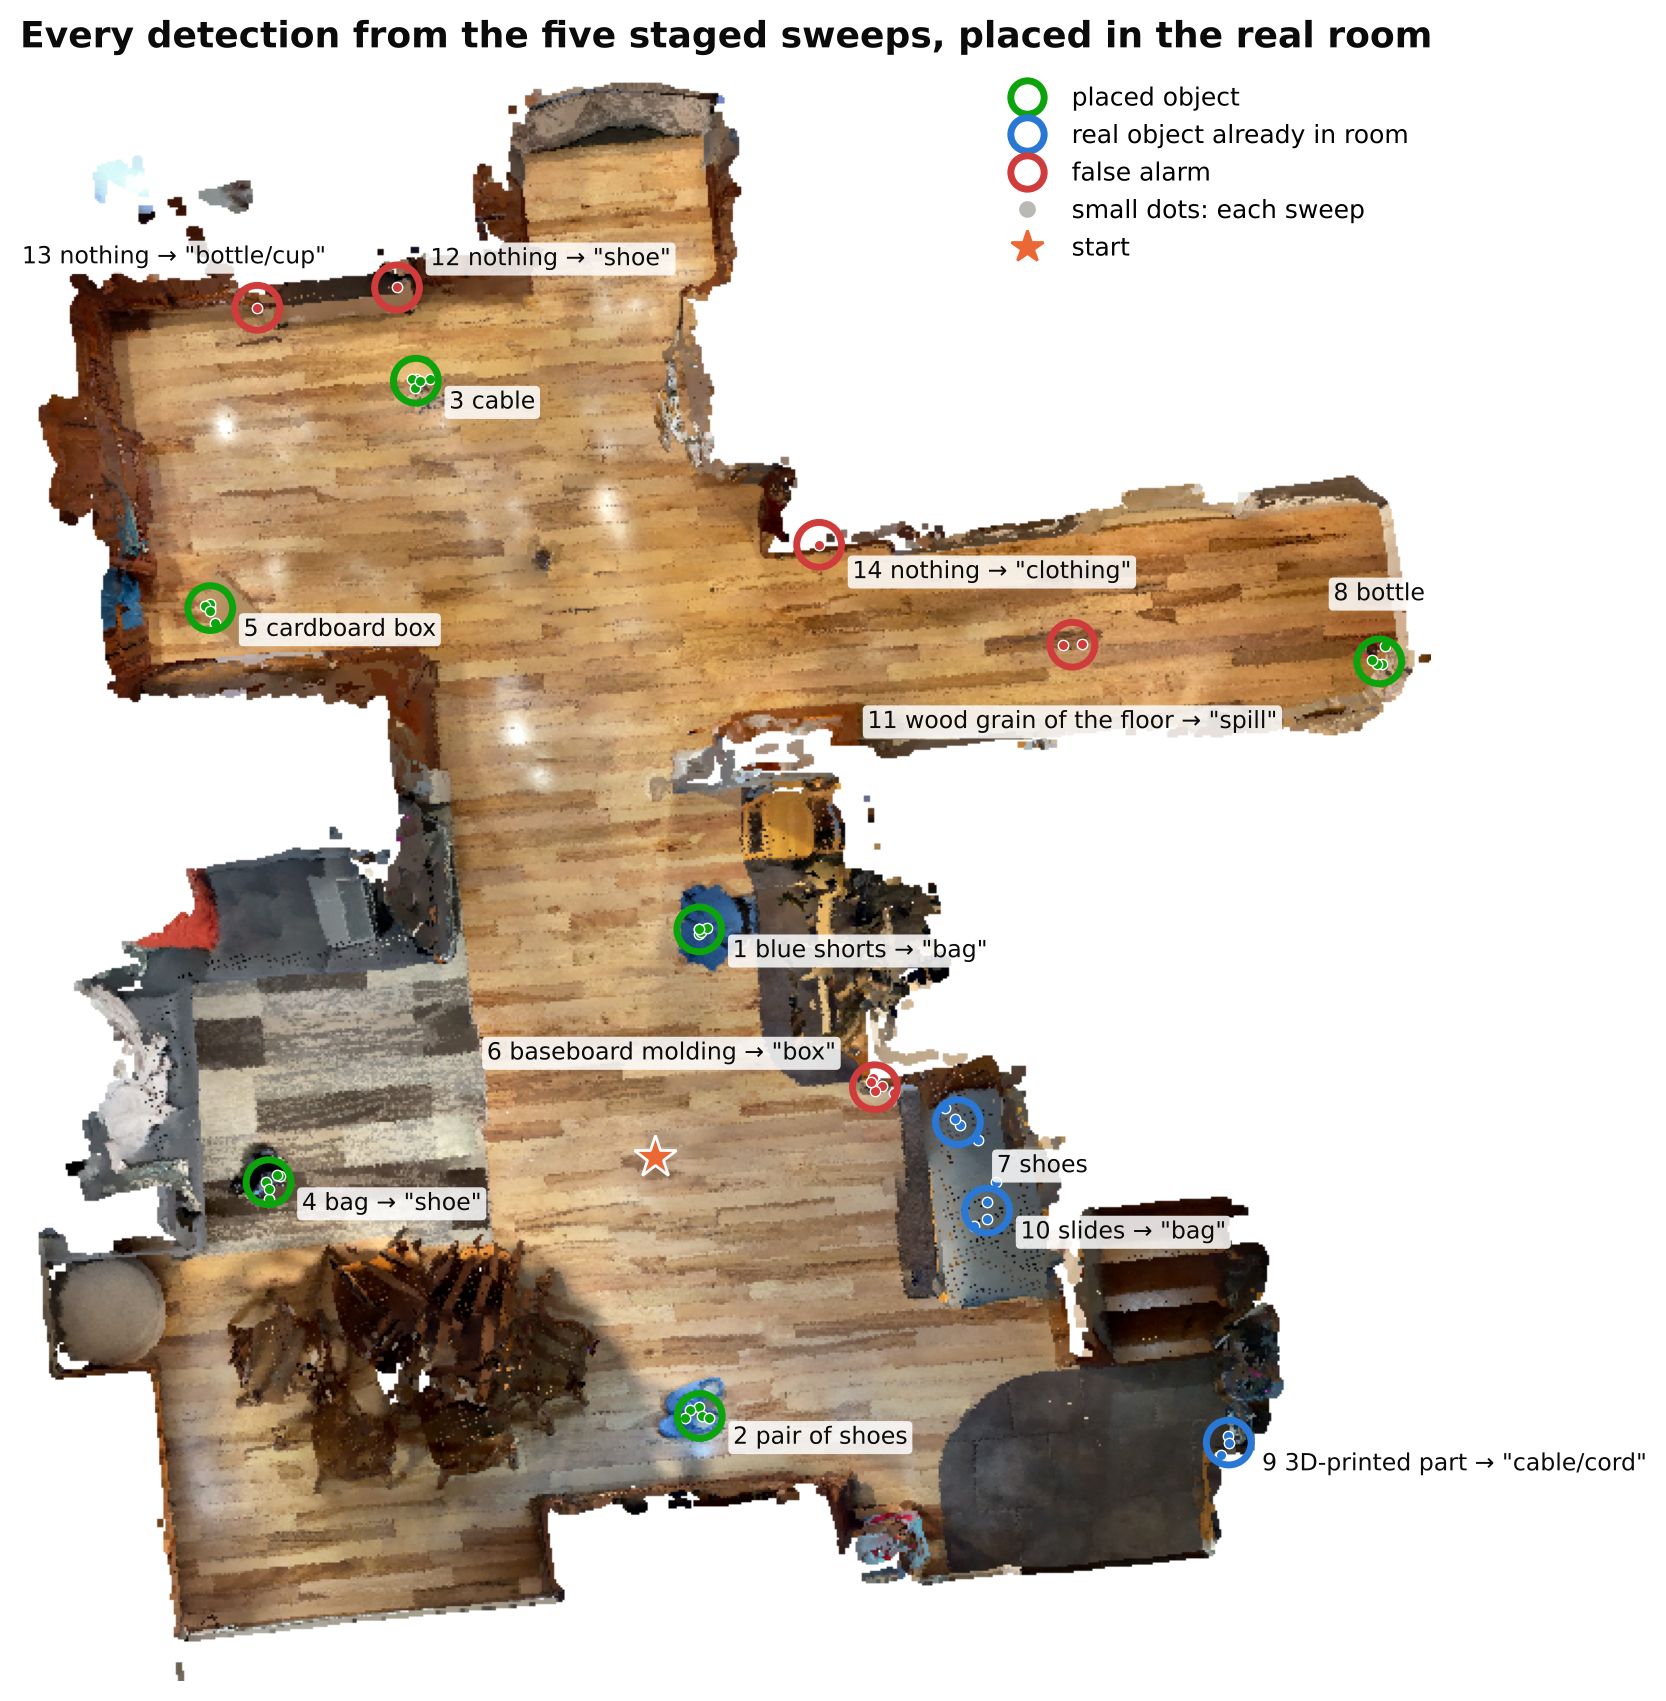 Every detection from the five staged sweeps, placed in the real room
placed object
real object already in room
false alarm
small dots: each sweep
start
13 nothing → "bottle/cup"
12 nothing → "shoe"
3 cable
14 nothing → "clothing"
8 bottle
5 cardboard box
11 wood grain of the floor → "spill"
1 blue shorts → "bag"
6 baseboard molding → "box"
7 shoes
4 bag → "shoe"
10 slides → "bag"
2 pair of shoes
9 3D-printed part → "cable/cord"